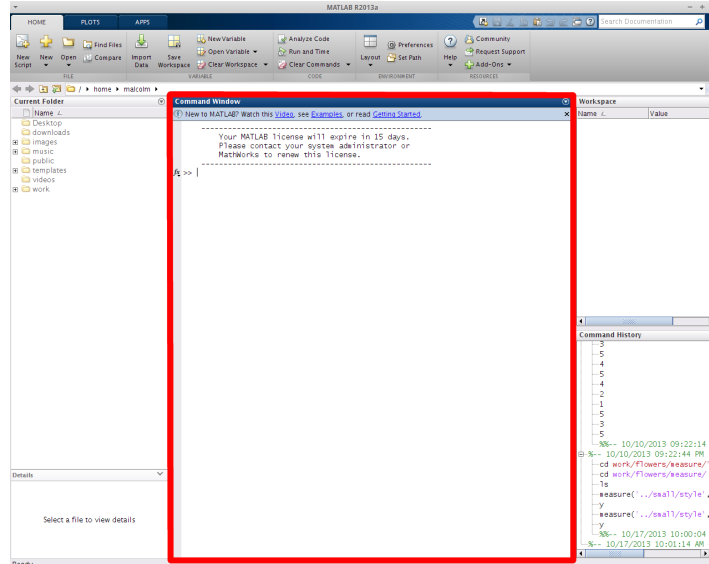 MATLAB R2013a
HOME PLOTS APPS
Search Documentation
New Script
New
Open
Find Files
Compare
Import Data
Save Workspace
New Variable
Open Variable
Clear Workspace
Analyze Code
Run and Time
Clear Commands
Layout
Preferences
Set Path
Help
Community
Request Support
Add-Ons
FILE VARIABLE CODE ENVIRONMENT RESOURCES
/ home malcolm
Current Folder
Name
Desktop
downloads
images
music
public
templates
videos
work
Details
Select a file to view details
Command Window
New to MATLAB? Watch this Video, see Examples, or read Getting Started.
----------------------------------------------------
Your MATLAB license will expire in 15 days.
Please contact your system administrator or
MathWorks to renew this license.
----------------------------------------------------
fx >>
Workspace
Name Value
Command History
3
5
4
5
4
2
1
5
3
5
%%-- 10/10/2013 09:22:14
%-- 10/10/2013 09:22:44 PM
cd work/flowers/measure/'
cd work/flowers/measure/
ls
measure('../small/style',
y
measure('../small/style',
y
%%-- 10/17/2013 10:00:04
%-- 10/17/2013 10:01:14 AM